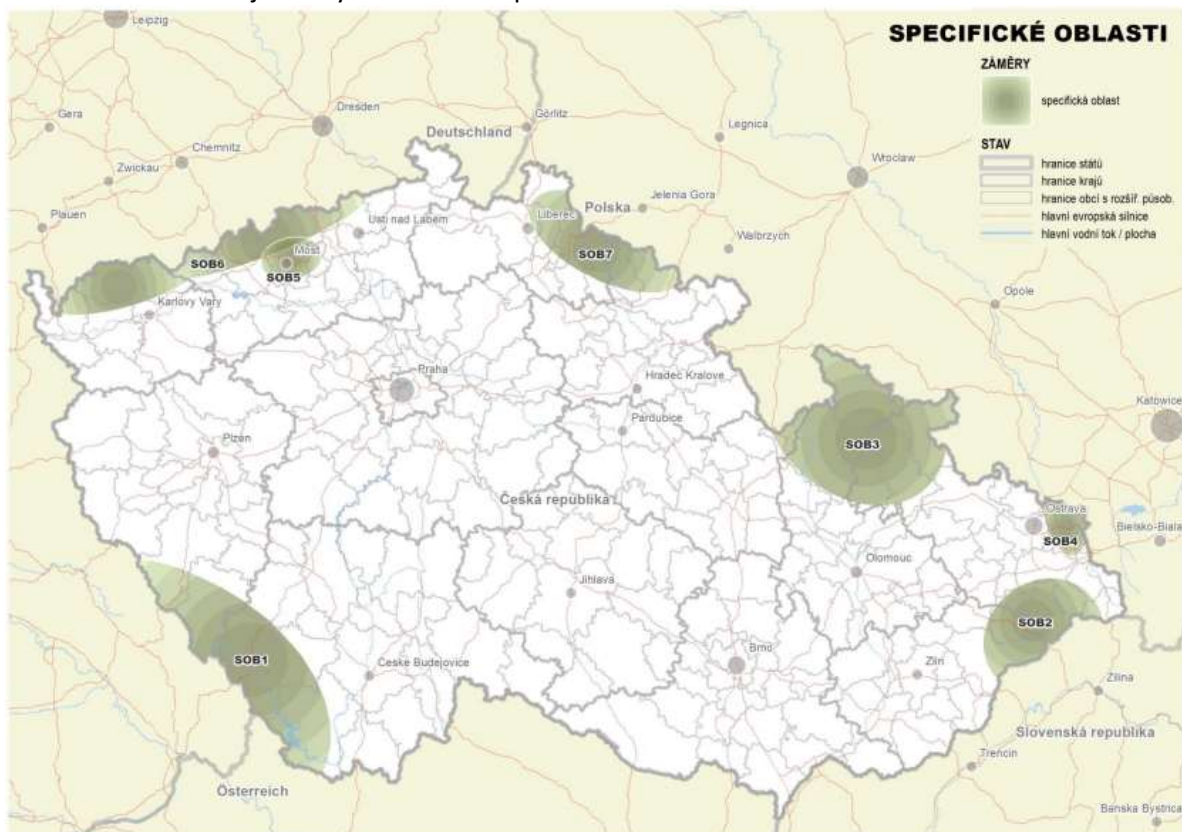 SPECIFICKÉ OBLASTI
ZÁMĚRY
specifická oblast
STAV
hranice států
hranice krajů
hranice obcí s rozšíř. působ.
hlavní evropská silnice
hlavní vodní tok / plocha
Leipzig
Dresden
Görlitz
Deutschland
Legnica
Gera
Chemnitz
Wroclaw
Zwickau
Jelenia Gora
Plauen
Polska
Liberec
Usti nad Labem
Walbrzych
Most
SOB7
SOB6
SOB5
Karlovy Vary
Opole
Praha
Hradec Kralove
Katowice
Pardubice
Plzen
SOB3
Česká republika
Ostrava
Bielsko-Biala
SOB4
Olomouc
Jihlava
SOB2
SOB1
Brno
Ceske Budejovice
Zlin
Zilina
Slovenská republika
Trencin
Österreich
Banska Bystrica